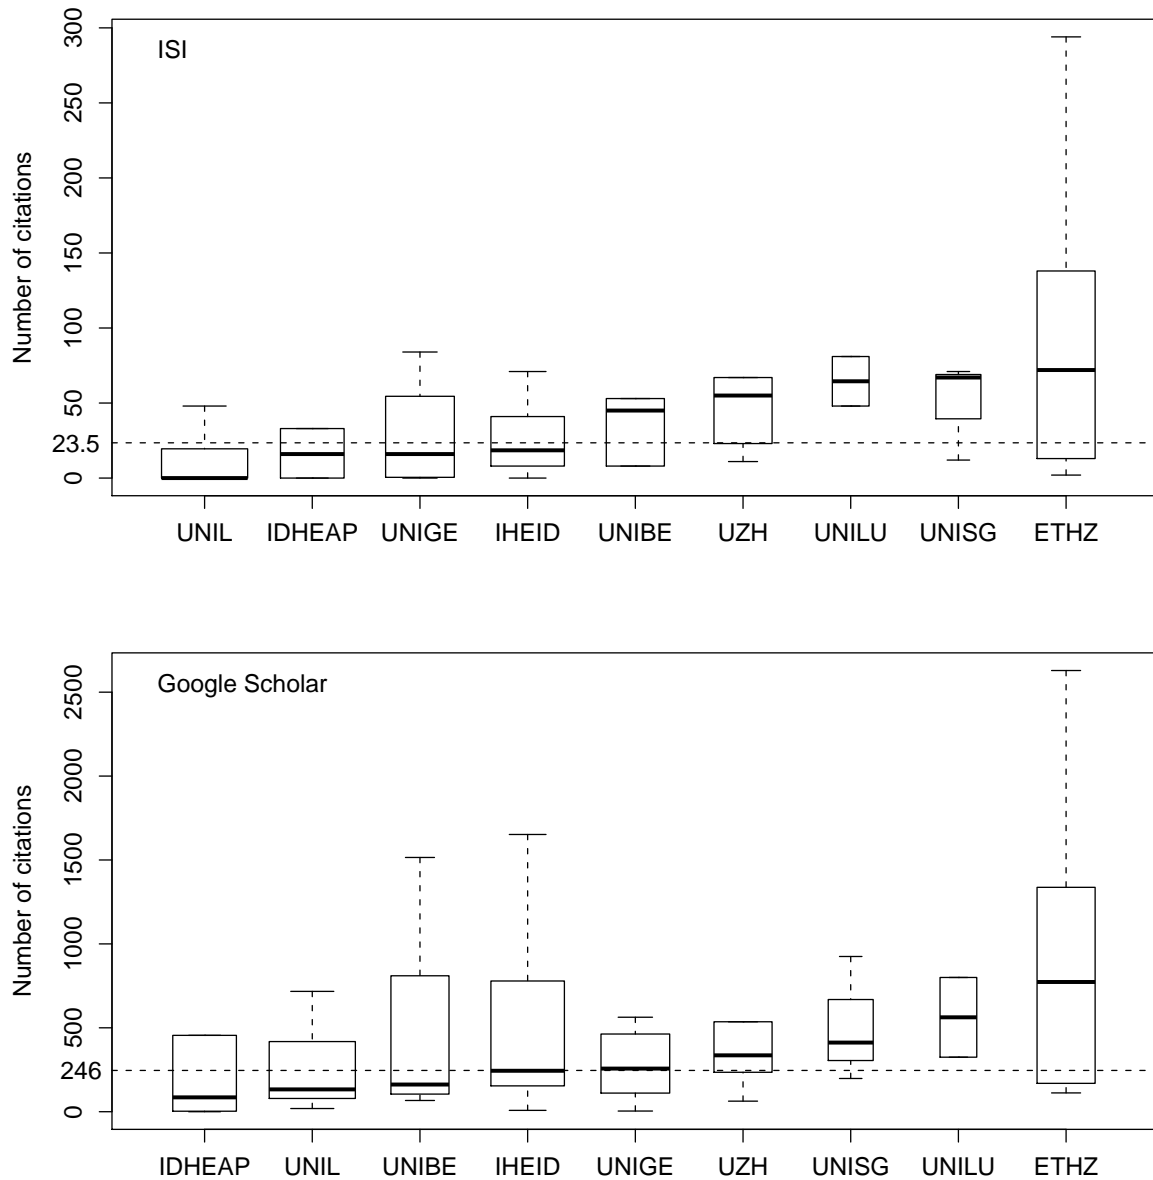 ISI
Number of citations
300
250
200
150
100
50
23.5
0
UNIL IDHEAP UNIGE IHEID UNIBE UZH UNILU UNISG ETHZ
Google Scholar
Number of citations
2500
2000
1500
1000
500
246
0
IDHEAP UNIL UNIBE IHEID UNIGE UZH UNISG UNILU ETHZ